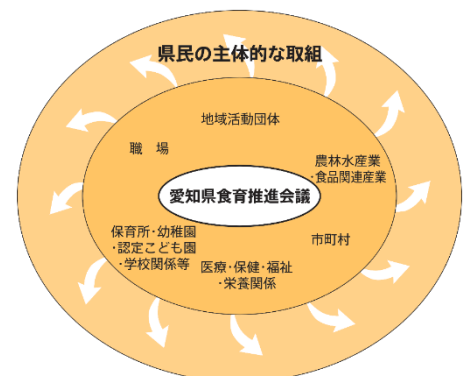 県民の主体的な取組
地域活動団体
職　場
農林水産業
・食品関連産業
愛知県食育推進会議
保育所・幼稚園
・認定こども園
・学校関係等
市町村
医療・保健・福祉
・栄養関係